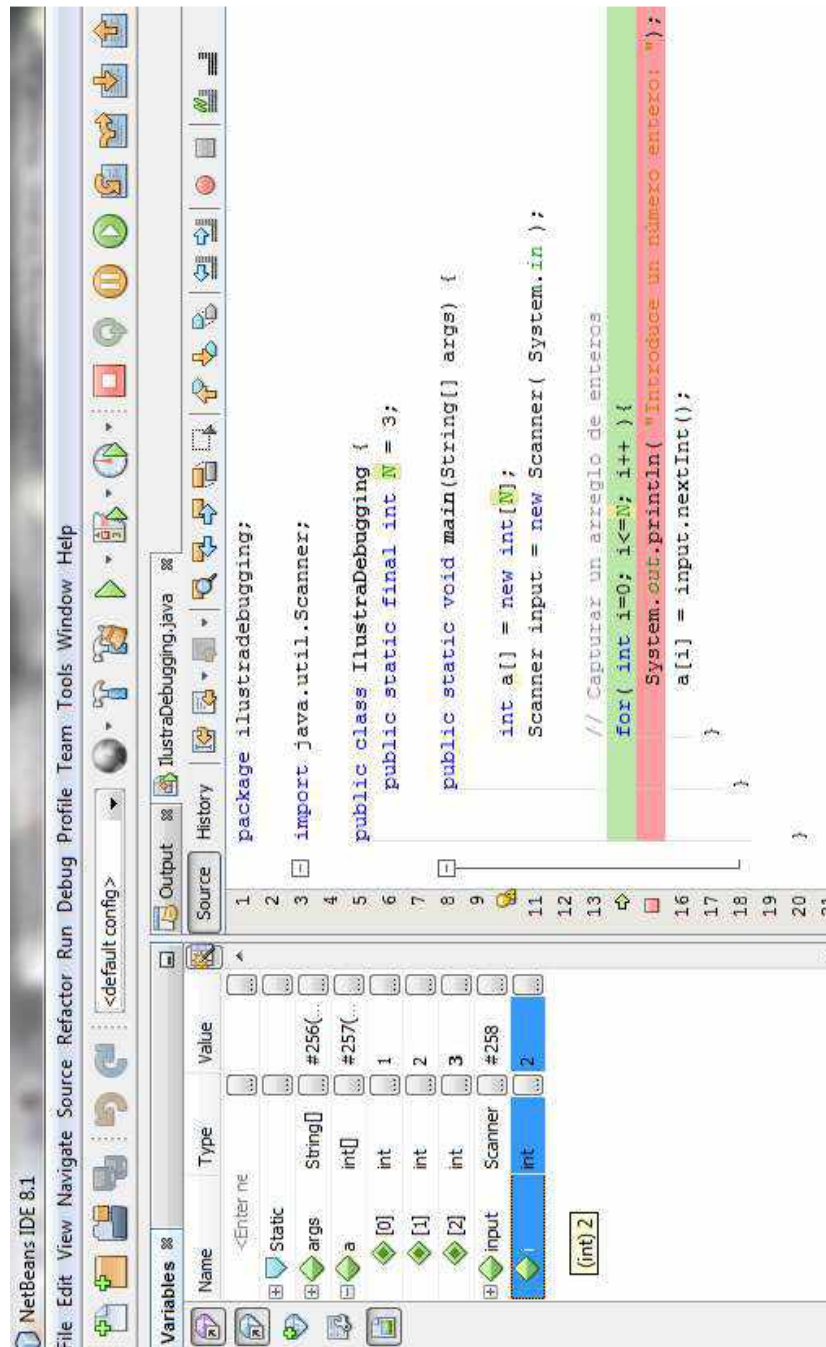 NetBeans IDE 8.1
File Edit View Navigate Source Refactor Run Debug Profile Team Tools Window Help
<default config>
Variables
Name Type Value
<Enter ne
Static
args String[] #256(...
a int[] #257(...
[0] int 1
[1] int 2
[2] int 3
input Scanner #258
i int 2
(int) 2
Output IlustraDebugging.java
Source History
1 package ilustradebugging;
2
3 import java.util.Scanner;
4
5 public class IlustraDebugging {
6 public static final int N = 3;
7
8 public static void main(String[] args) {
9
int a[] = new int[N];
11 Scanner input = new Scanner( System.in );
12
13 // Capturar un arreglo de enteros
for( int i=0; i<=N; i++ ){
System.out.println( "Introduce un número entero: ");
16 a[i] = input.nextInt();
17 }
18 }
19
20 }
21